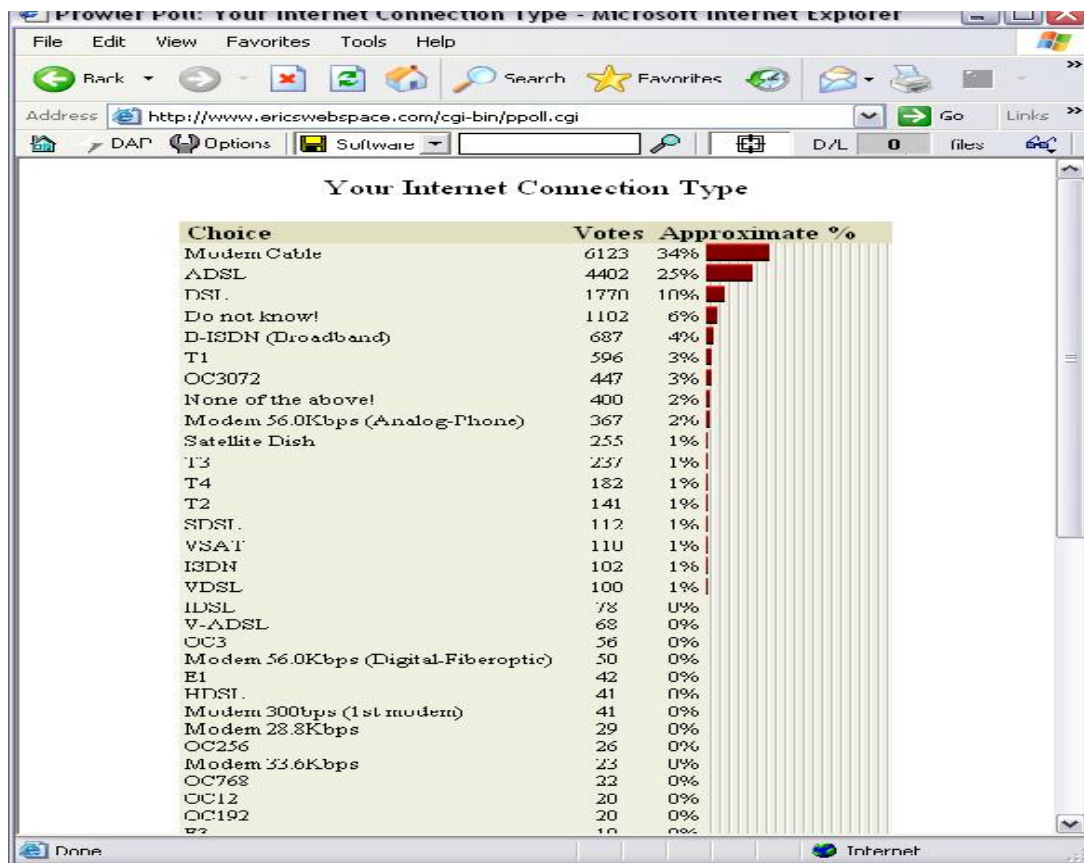 Prowler Poll: Your Internet Connection Type - Microsoft Internet Explorer
File Edit View Favorites Tools Help
Back Search Favorites
Address http://www.ericswebspace.com/cgi-bin/ppoll.cgi Go Links
DAP Options Software D/L 0 files
Your Internet Connection Type
Choice Votes Approximate %
Modem Cable 6123 34%
ADSL 4402 25%
DSL 1770 10%
Do not know! 1102 6%
B-ISDN (Broadband) 687 4%
T1 596 3%
OC3072 447 3%
None of the above! 400 2%
Modem 56.0Kbps (Analog-Phone) 367 2%
Satellite Dish 255 1%
T3 237 1%
T4 182 1%
T2 141 1%
SDSL 112 1%
VSAT 110 1%
ISDN 102 1%
VDSL 100 1%
IDSL 78 0%
V-ADSL 68 0%
OC3 56 0%
Modem 56.0Kbps (Digital-Fiberoptic) 50 0%
E1 42 0%
HDSL 41 0%
Modem 300bps (1st modem) 41 0%
Modem 28.8Kbps 29 0%
OC256 26 0%
Modem 33.6Kbps 23 0%
OC768 22 0%
OC12 20 0%
OC192 20 0%
Done Internet